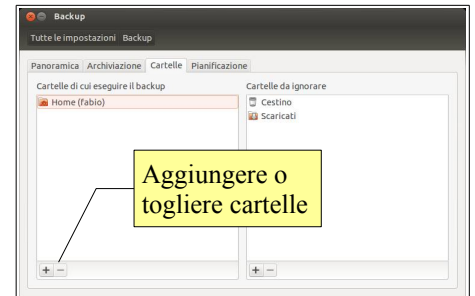 Backup
Tutte le impostazioni Backup
Panoramica Archiviazione Cartelle Pianificazione
Cartelle di cui eseguire il backup
Cartelle da ignorare
Home (fabio)
Cestino
Scaricati
Aggiungere o
togliere cartelle
+ −
+ −